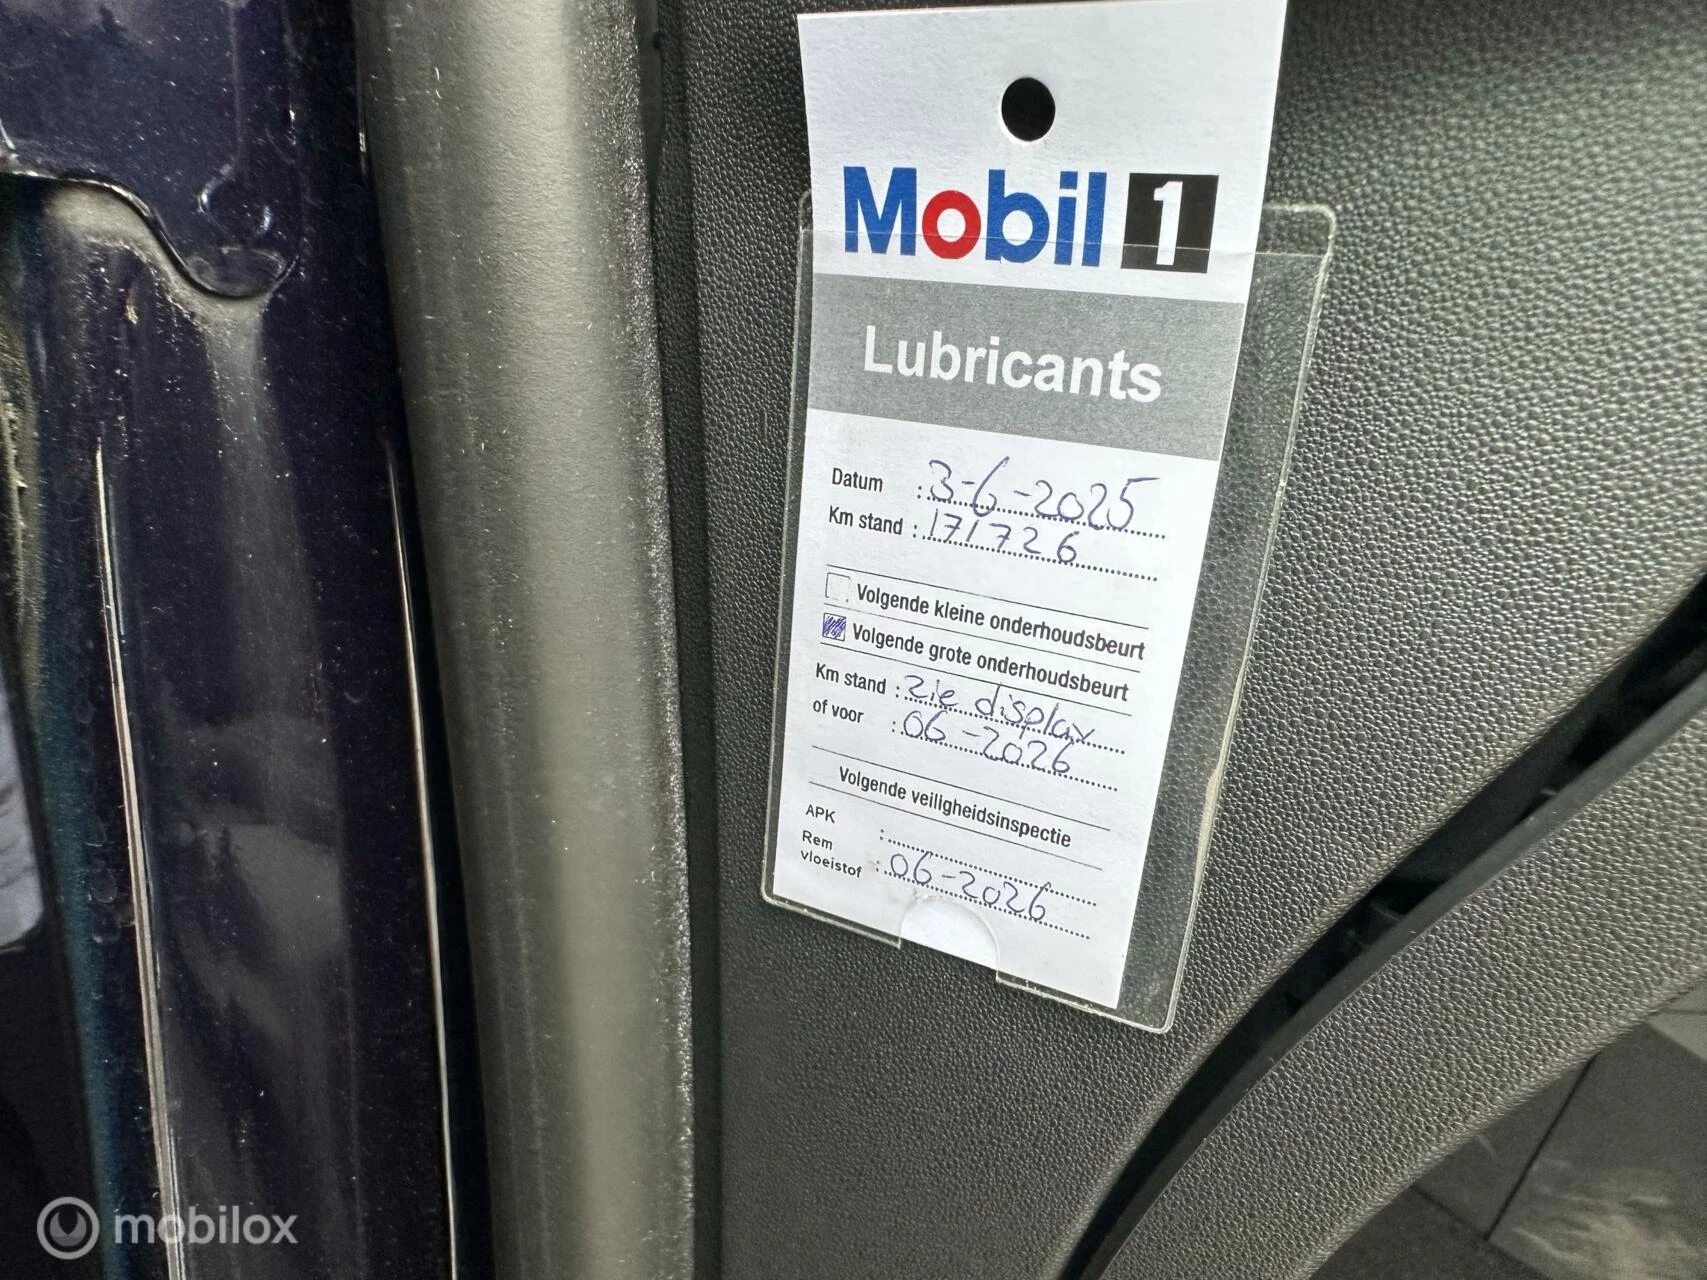 Mobil 1
Lubricants
Datum : 3-6-2025
Km stand : 171726
Volgende kleine onderhoudsbeurt
Volgende grote onderhoudsbeurt
Km stand : zie display
of voor : 06-2026
Volgende veiligheidsinspectie
APK :
Rem
vloeistof : 06-2026
mobilox